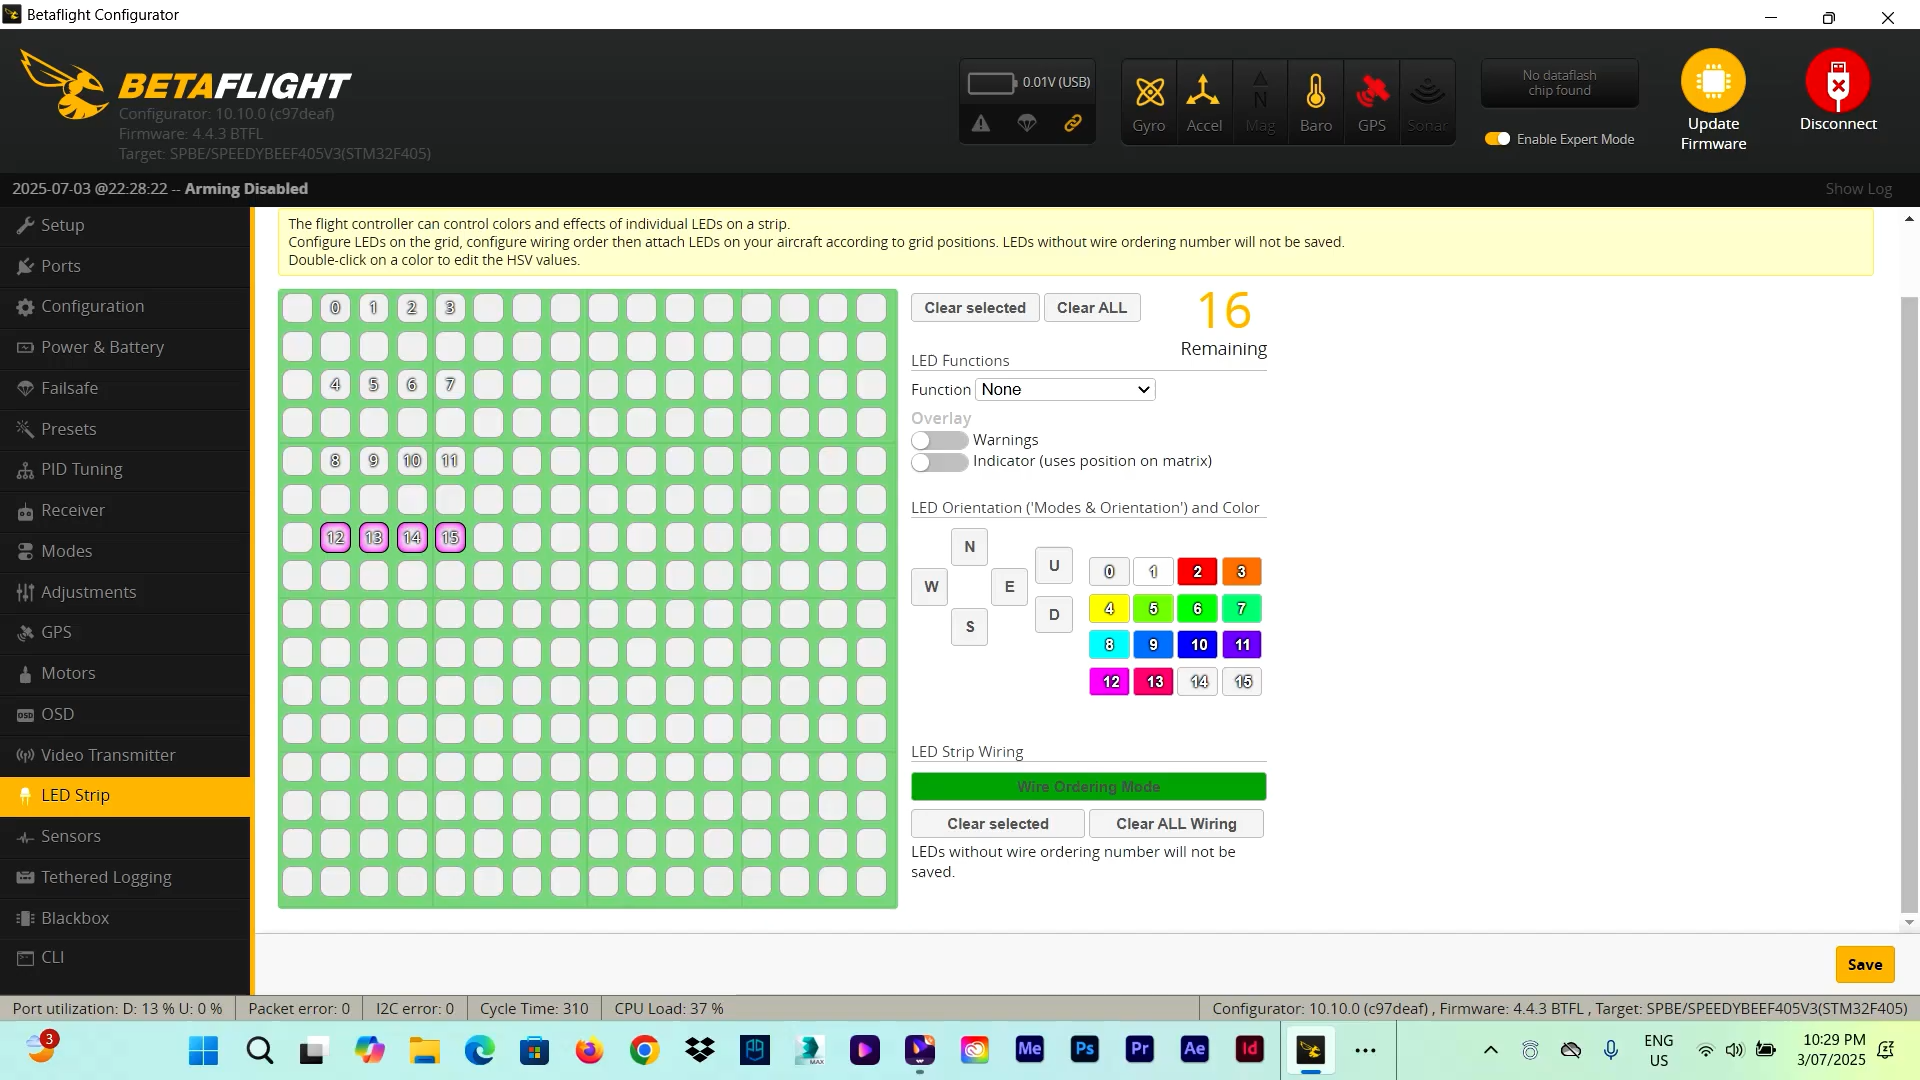 Betaflight Configurator
BETAFLIGHT
Configurator: 10.10.0 (c97deaf)
Firmware: 4.4.3 BTFL
Target: SPBE/SPEEDYBEEF405V3(STM32F405)
0.01V (USB)
Gyro
Accel
N
Mag
Baro
GPS
Sonar
No dataflash
chip found
Enable Expert Mode
Update
Firmware
Disconnect
2025-07-03 @22:28:22 -- Arming Disabled
Show Log
Setup
Ports
Configuration
Power & Battery
Failsafe
Presets
PID Tuning
Receiver
Modes
Adjustments
GPS
Motors
OSD
OSD
Video Transmitter
LED Strip
Sensors
Tethered Logging
Blackbox
CLI
The flight controller can control colors and effects of individual LEDs on a strip.
Configure LEDs on the grid, configure wiring order then attach LEDs on your aircraft according to grid positions. LEDs without wire ordering number will not be saved.
Double-click on a color to edit the HSV values.
0 1 2 3
4 5 6 7
8 9 10 11
12 13 14 15
Clear selected
Clear ALL
16
Remaining
LED Functions
Function None
Overlay
Warnings
Indicator (uses position on matrix)
LED Orientation ('Modes & Orientation') and Color
N
W
E
S
U
D
0 1 2 3
4 5 6 7
8 9 10 11
12 13 14 15
LED Strip Wiring
Wire Ordering Mode
Clear selected
Clear ALL Wiring
LEDs without wire ordering number will not be
saved.
Save
Port utilization: D: 13 % U: 0 %
Packet error: 0
I2C error: 0
Cycle Time: 310
CPU Load: 37 %
Configurator: 10.10.0 (c97deaf) , Firmware: 4.4.3 BTFL , Target: SPBE/SPEEDYBEEF405V3(STM32F405)
3
MAX
Me
Ps
Pr
Ae
Id
ENG
US
10:29 PM
3/07/2025